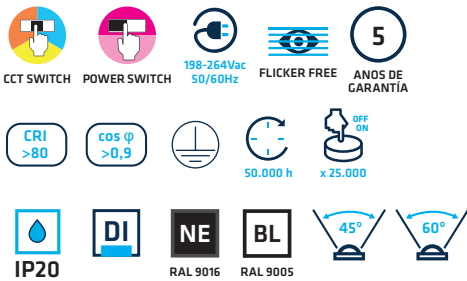 CCT SWITCH
POWER SWITCH
198-264Vac
50/60Hz
FLICKER FREE
5
ANOS DE
GARANTÍA
CRI
>80
cos φ
>0,9
50.000 h
OFF
ON
x 25.000
IP20
DI
NE
RAL 9016
BL
RAL 9005
45°
60°